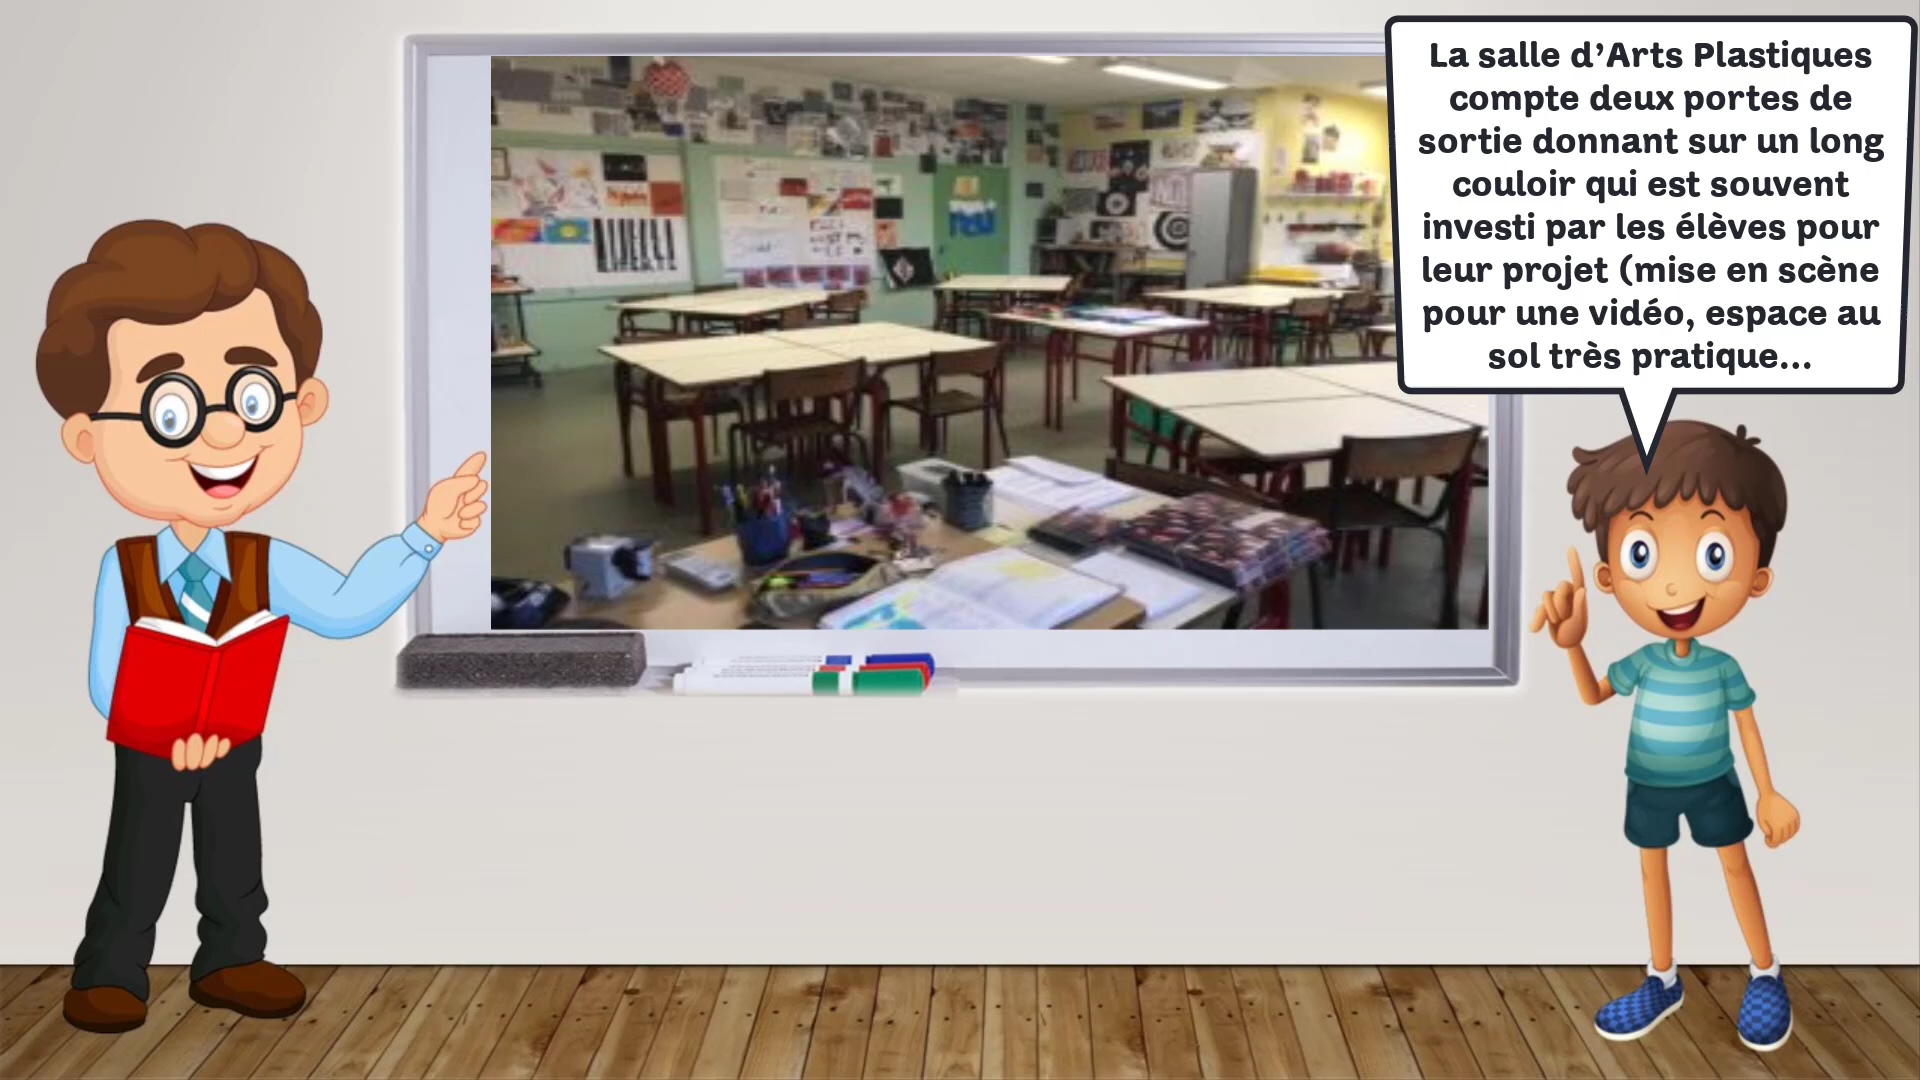 La salle d’Arts Plastiques
compte deux portes de
sortie donnant sur un long
couloir qui est souvent
investi par les élèves pour
leur projet (mise en scène
pour une vidéo, espace au
sol très pratique...